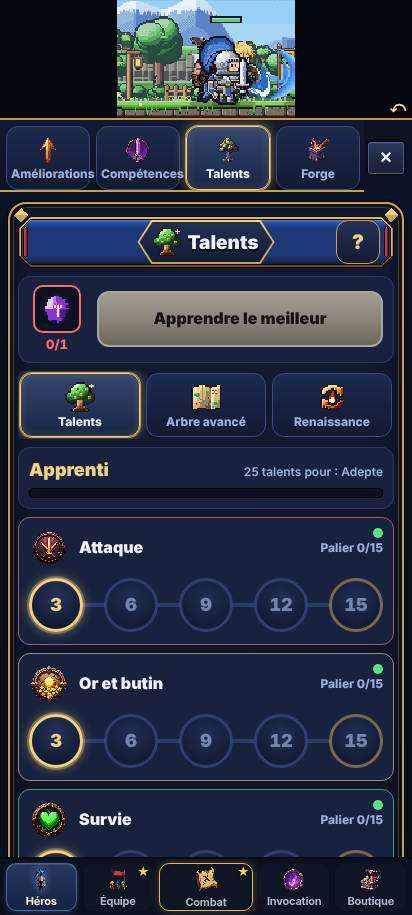 Améliorations
Compétences
Talents
Forge
×
Talents
?
0/1
Apprendre le meilleur
Talents
Arbre avancé
Renaissance
Apprenti
25 talents pour : Adepte
Attaque
Palier 0/15
3 6 9 12 15
Or et butin
Palier 0/15
3 6 9 12 15
Survie
Palier 0/15
Héros
Équipe
Combat
Invocation
Boutique